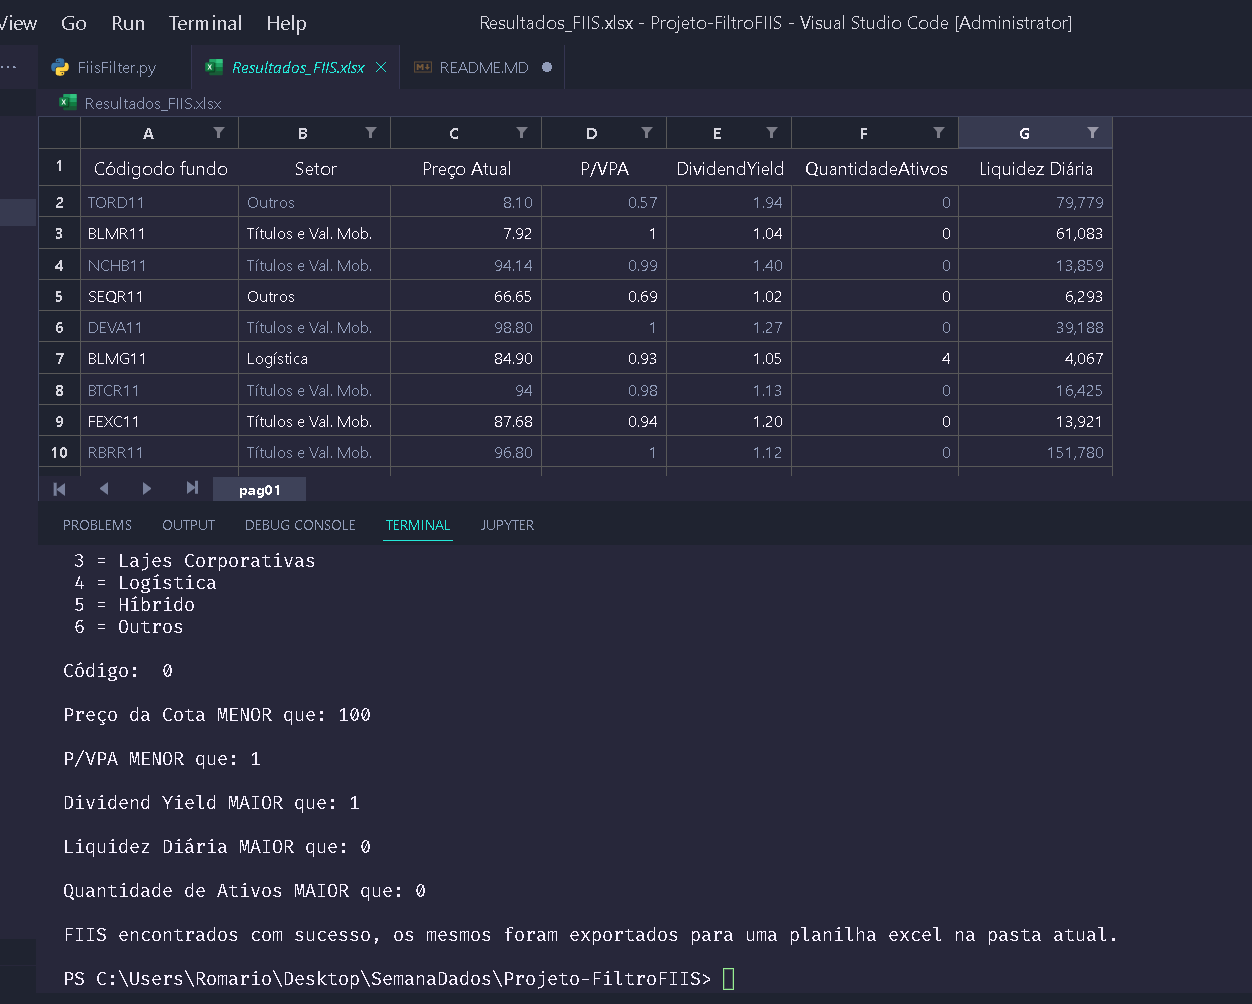 View Go Run Terminal Help Resultados_FIIS.xlsx - Projeto-FiltroFIIS - Visual Studio Code [Administrator]
... FiisFilter.py Resultados_FIIS.xlsx README.MD
Resultados_FIIS.xlsx
A B C D E F G
1 Códigodo fundo Setor Preço Atual P/VPA DividendYield QuantidadeAtivos Liquidez Diária
2 TORD11 Outros 8.10 0.57 1.94 0 79,779
3 BLMR11 Títulos e Val. Mob. 7.92 1 1.04 0 61,083
4 NCHB11 Títulos e Val. Mob. 94.14 0.99 1.40 0 13,859
5 SEQR11 Outros 66.65 0.69 1.02 0 6,293
6 DEVA11 Títulos e Val. Mob. 98.80 1 1.27 0 39,188
7 BLMG11 Logística 84.90 0.93 1.05 4 4,067
8 BTCR11 Títulos e Val. Mob. 94 0.98 1.13 0 16,425
9 FEXC11 Títulos e Val. Mob. 87.68 0.94 1.20 0 13,921
10 RBRR11 Títulos e Val. Mob. 96.80 1 1.12 0 151,780
pag01
PROBLEMS OUTPUT DEBUG CONSOLE TERMINAL JUPYTER
3 = Lajes Corporativas
4 = Logística
5 = Híbrido
6 = Outros
Código: 0
Preço da Cota MENOR que: 100
P/VPA MENOR que: 1
Dividend Yield MAIOR que: 1
Liquidez Diária MAIOR que: 0
Quantidade de Ativos MAIOR que: 0
FIIS encontrados com sucesso, os mesmos foram exportados para uma planilha excel na pasta atual.
PS C:\Users\Romario\Desktop\SemanaDados\Projeto-FiltroFIIS>